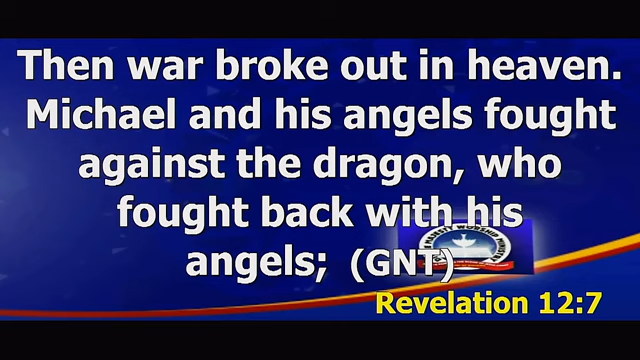 Then war broke out in heaven.
Michael and his angels fought
against the dragon, who
fought back with his
angels; (GNT)
Revelation 12:7